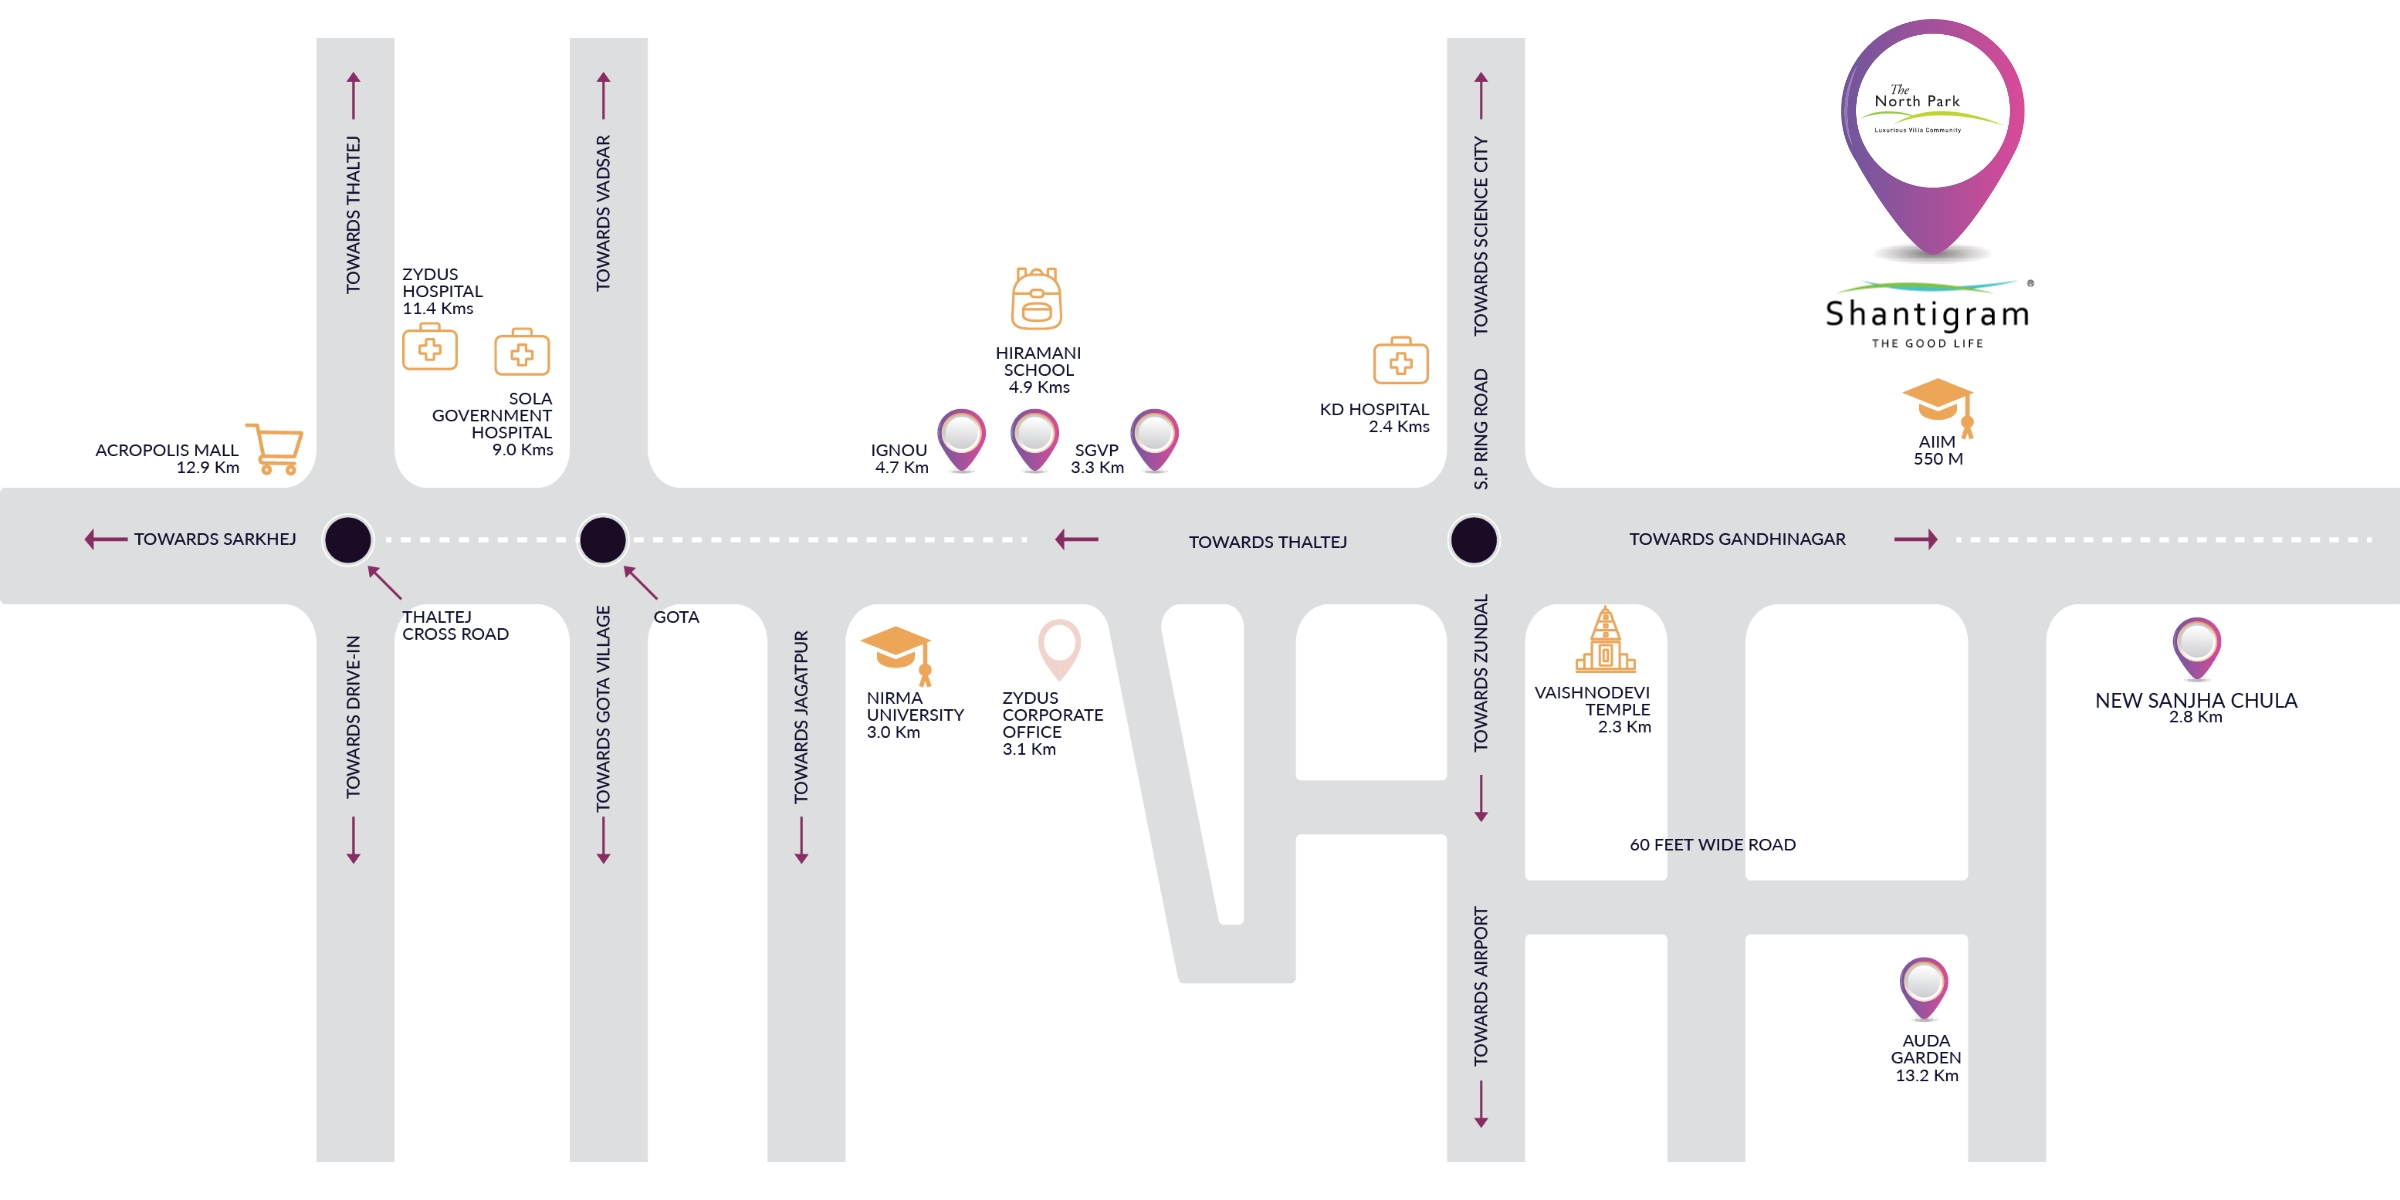 The
North Park
Luxurious Villa Community
Shantigram®
THE GOOD LIFE
TOWARDS THALTEJ
TOWARDS VADSAR
TOWARDS SCIENCE CITY
S.P RING ROAD
ZYDUS
HOSPITAL
11.4 Kms
SOLA
GOVERNMENT
HOSPITAL
9.0 Kms
ACROPOLIS MALL
12.9 Km
HIRAMANI
SCHOOL
4.9 Kms
IGNOU
4.7 Km
SGVP
3.3 Km
KD HOSPITAL
2.4 Kms
AIIM
550 M
TOWARDS SARKHEJ
TOWARDS THALTEJ
TOWARDS GANDHINAGAR
THALTEJ
CROSS ROAD
GOTA
TOWARDS DRIVE-IN
TOWARDS GOTA VILLAGE
TOWARDS JAGATPUR
NIRMA
UNIVERSITY
3.0 Km
ZYDUS
CORPORATE
OFFICE
3.1 Km
TOWARDS ZUNDAL
VAISHNODEVI
TEMPLE
2.3 Km
NEW SANJHA CHULA
2.8 Km
60 FEET WIDE ROAD
TOWARDS AIRPORT
AUDA
GARDEN
13.2 Km